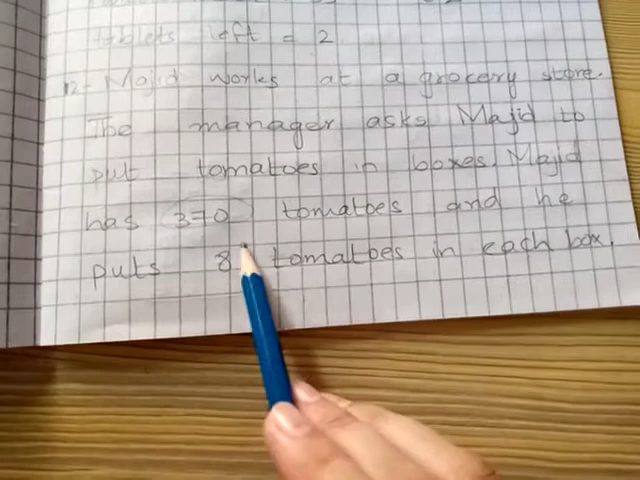 tablets left = 2
12- Majid works at a grocery store.
The manager asks Majid to
put tomatoes in boxes. Majid
has 370 tomatoes and he
puts 8 tomatoes in each box.